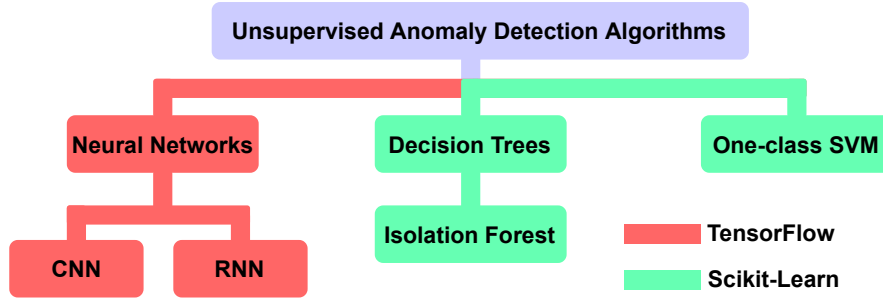 Unsupervised Anomaly Detection Algorithms
Neural Networks
Decision Trees
One-class SVM
CNN
RNN
Isolation Forest
TensorFlow
Scikit-Learn